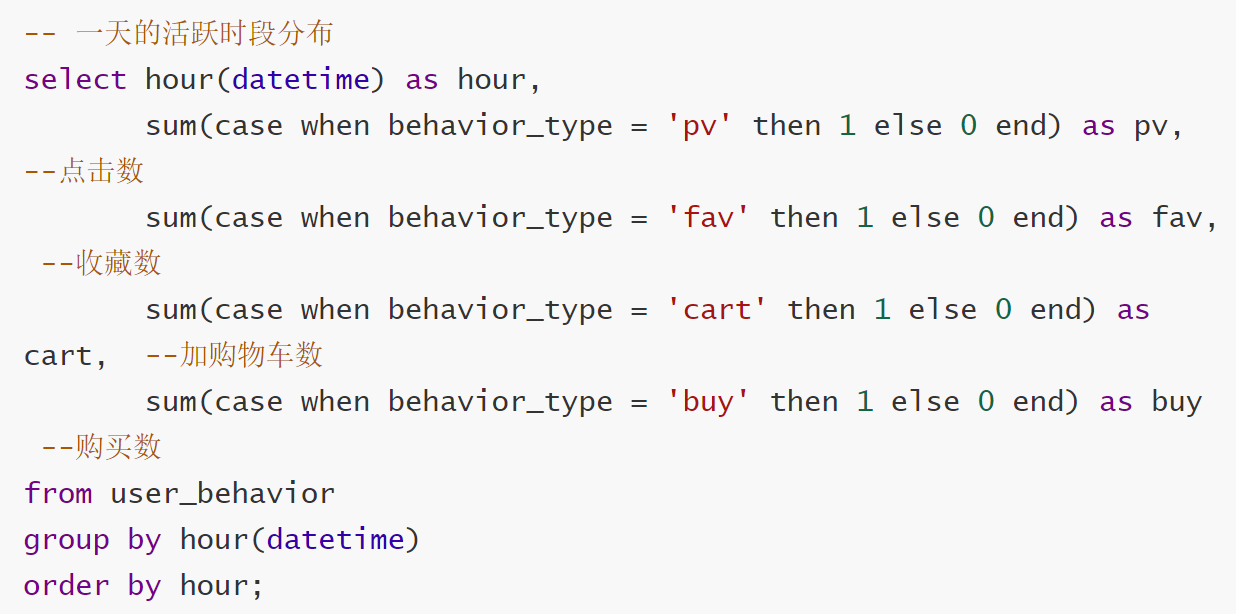 -- 一天的活跃时段分布
select hour(datetime) as hour,
       sum(case when behavior_type = 'pv' then 1 else 0 end) as pv,
--点击数
       sum(case when behavior_type = 'fav' then 1 else 0 end) as fav,
 --收藏数
       sum(case when behavior_type = 'cart' then 1 else 0 end) as
cart,  --加购物车数
       sum(case when behavior_type = 'buy' then 1 else 0 end) as buy
 --购买数
from user_behavior
group by hour(datetime)
order by hour;